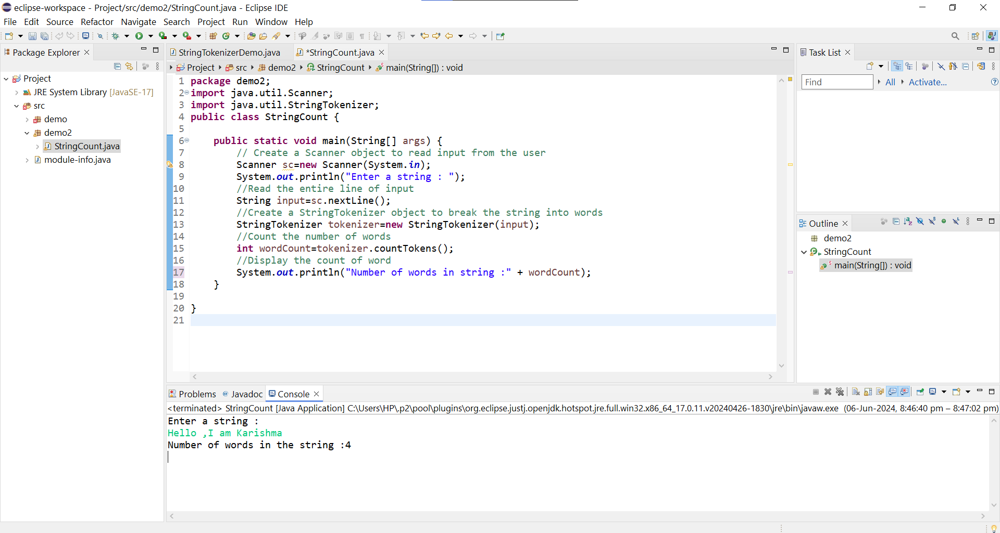 eclipse-workspace - Project/src/demo2/StringCount.java - Eclipse IDE
File Edit Source Refactor Navigate Search Project Run Window Help
Package Explorer
Project
JRE System Library [JavaSE-17]
src
demo
demo2
StringCount.java
module-info.java
StringTokenizerDemo.java
*StringCount.java
Project src demo2 StringCount main(String[]) : void
1 package demo2;
2 import java.util.Scanner;
3 import java.util.StringTokenizer;
4 public class StringCount {
5
6 public static void main(String[] args) {
7 // Create a Scanner object to read input from the user
8 Scanner sc=new Scanner(System.in);
9 System.out.println("Enter a string : ");
10 //Read the entire line of input
11 String input=sc.nextLine();
12 //Create a StringTokenizer object to break the string into words
13 StringTokenizer tokenizer=new StringTokenizer(input);
14 //Count the number of words
15 int wordCount=tokenizer.countTokens();
16 //Display the count of word
17 System.out.println("Number of words in string :" + wordCount);
18 }
19
20 }
21
Task List
Find All Activate...
Outline
demo2
StringCount
main(String[]) : void
Problems Javadoc Console
<terminated> StringCount [Java Application] C:\Users\HP\.p2\pool\plugins\org.eclipse.justj.openjdk.hotspot.jre.full.win32.x86_64_17.0.11.v20240426-1830\jre\bin\javaw.exe (06-Jun-2024, 8:46:40 pm – 8:47:02 pm)
Enter a string :
Hello ,I am Karishma
Number of words in the string :4